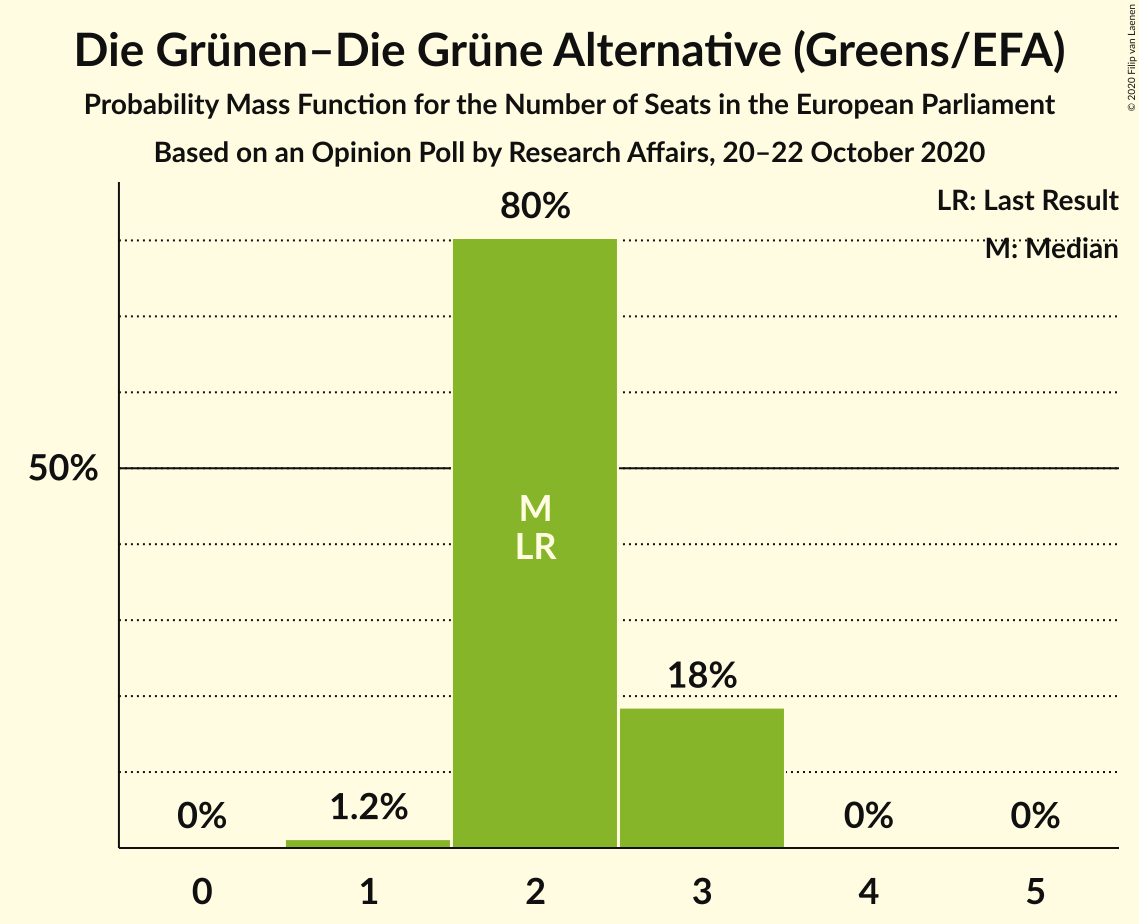 Die Grünen–Die Grüne Alternative (Greens/EFA)
Probability Mass Function for the Number of Seats in the European Parliament
Based on an Opinion Poll by Research Affairs, 20–22 October 2020
© 2020 Filip van Laenen
LR: Last Result
M: Median
80%
50%
M
LR
18%
0%
1.2%
0%
0%
0
1
2
3
4
5